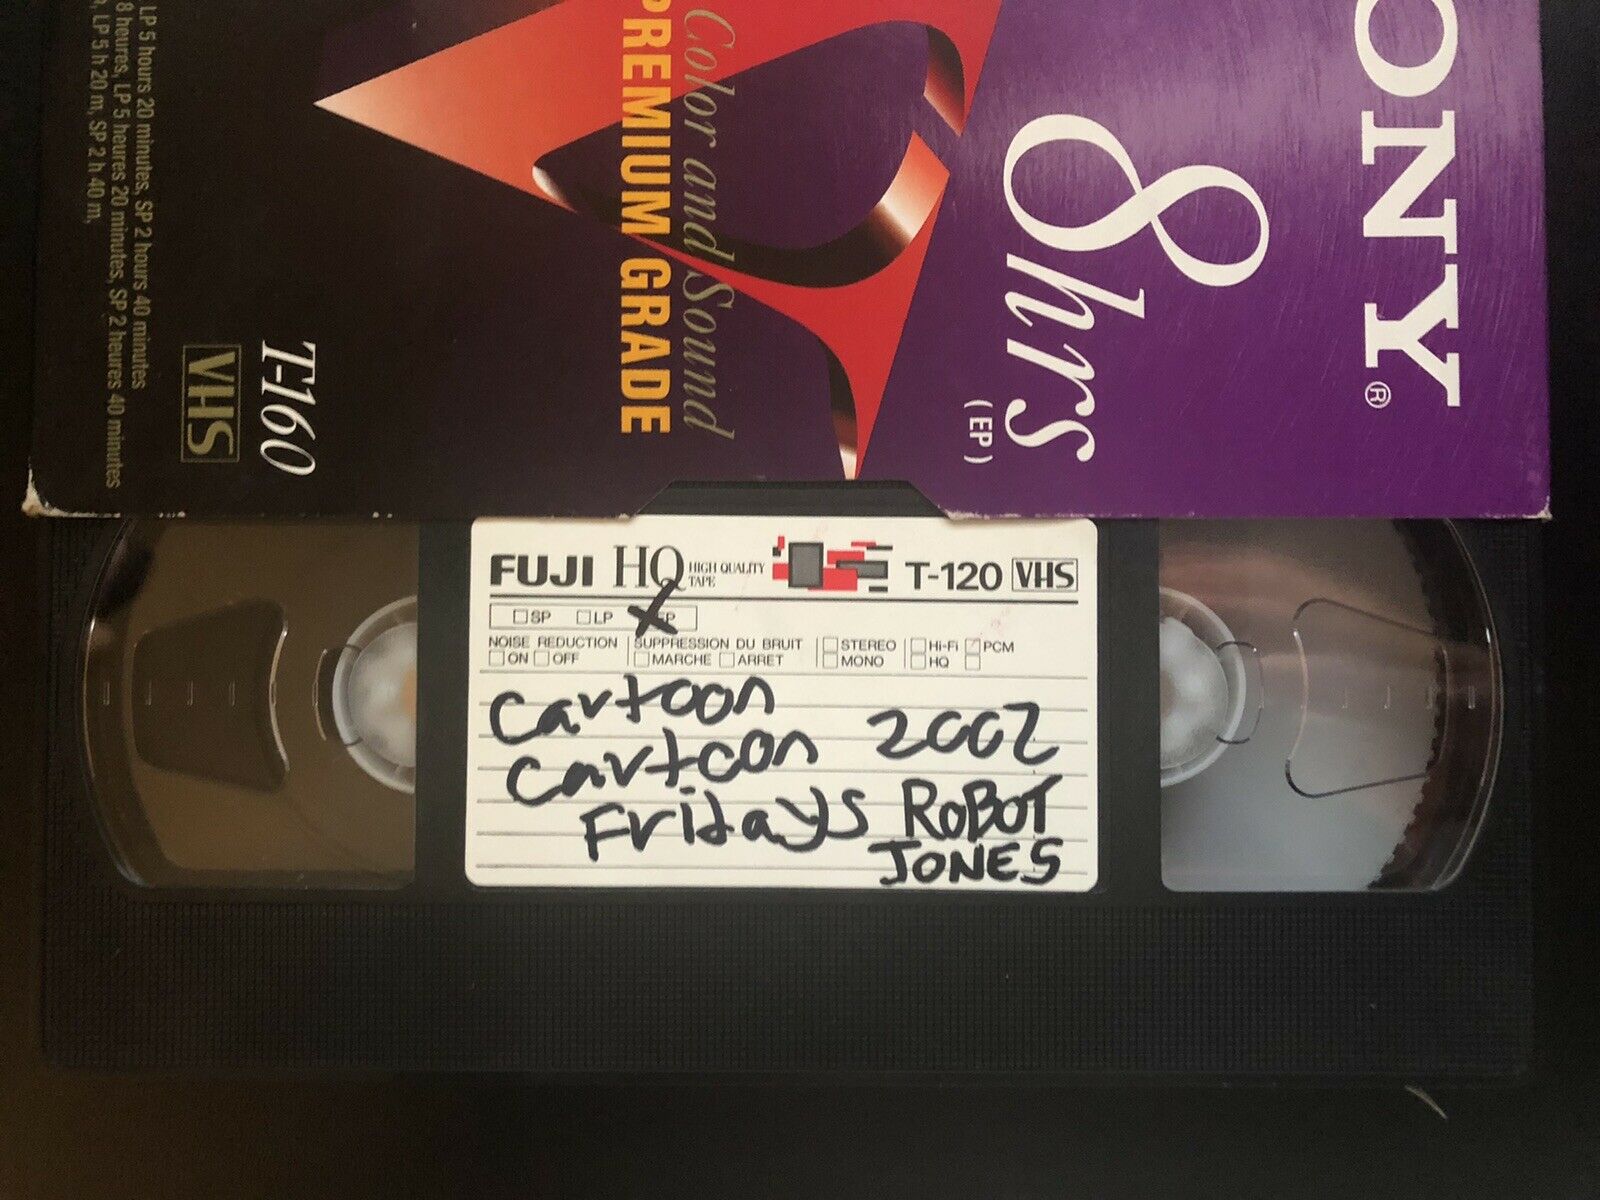 ONY®
8hrs
(EP)
Color and Sound
PREMIUM GRADE
T-160
VHS
LP 5 hours 20 minutes, SP 2 hours 40 minutes
8 heures, LP 5 heures 20 minutes, SP 2 heures 40 minutes
LP 5 h 20 m, SP 2 h 40 m,
FUJI HQ HIGH QUALITY TAPE T-120 VHS
SP LP X EP
NOISE REDUCTION SUPPRESSION DU BRUIT STEREO Hi-Fi PCM
ON OFF MARCHE ARRET MONO HQ
Cartoon
Cartoon 2002
Fridays ROBOT
JONES